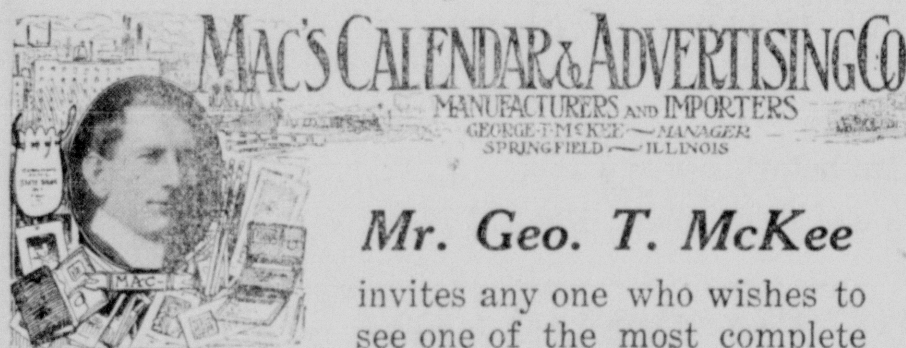 MAC'S CALENDAR & ADVERTISING CO
MANUFACTURERS AND IMPORTERS
GEORGE·T·MCKEE — MANAGER
SPRINGFIELD — ILLINOIS
MAC
Mr. Geo. T. McKee
invites any one who wishes to
see one of the most complete